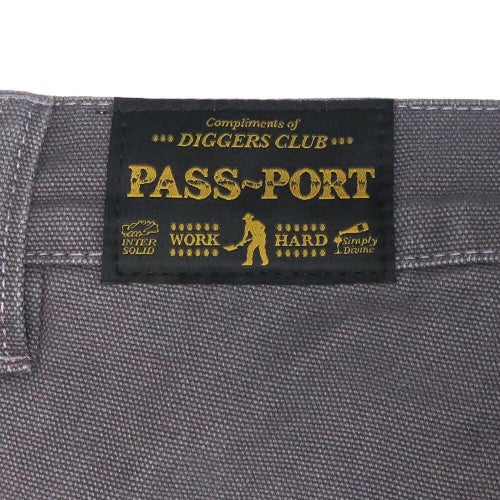 Compliments of
DIGGERS CLUB
PASS~PORT
INTER SOLID
WORK HARD
Simply Divine